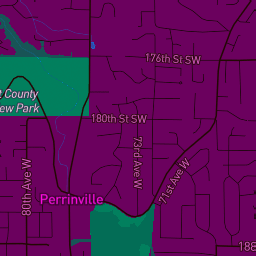 176th St SW
t County
ew Park
180th St SW
73rd Ave W
80th Ave W
71st Ave W
Perrinville
188